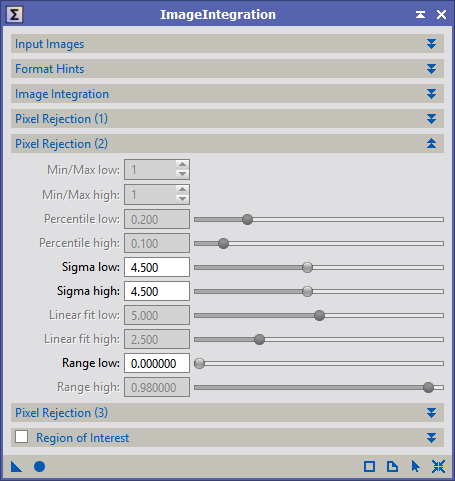 Σ ImageIntegration
Input Images
Format Hints
Image Integration
Pixel Rejection (1)
Pixel Rejection (2)
Min/Max low: 1
Min/Max high: 1
Percentile low: 0.200
Percentile high: 0.100
Sigma low: 4.500
Sigma high: 4.500
Linear fit low: 5.000
Linear fit high: 2.500
Range low: 0.000000
Range high: 0.980000
Pixel Rejection (3)
Region of Interest